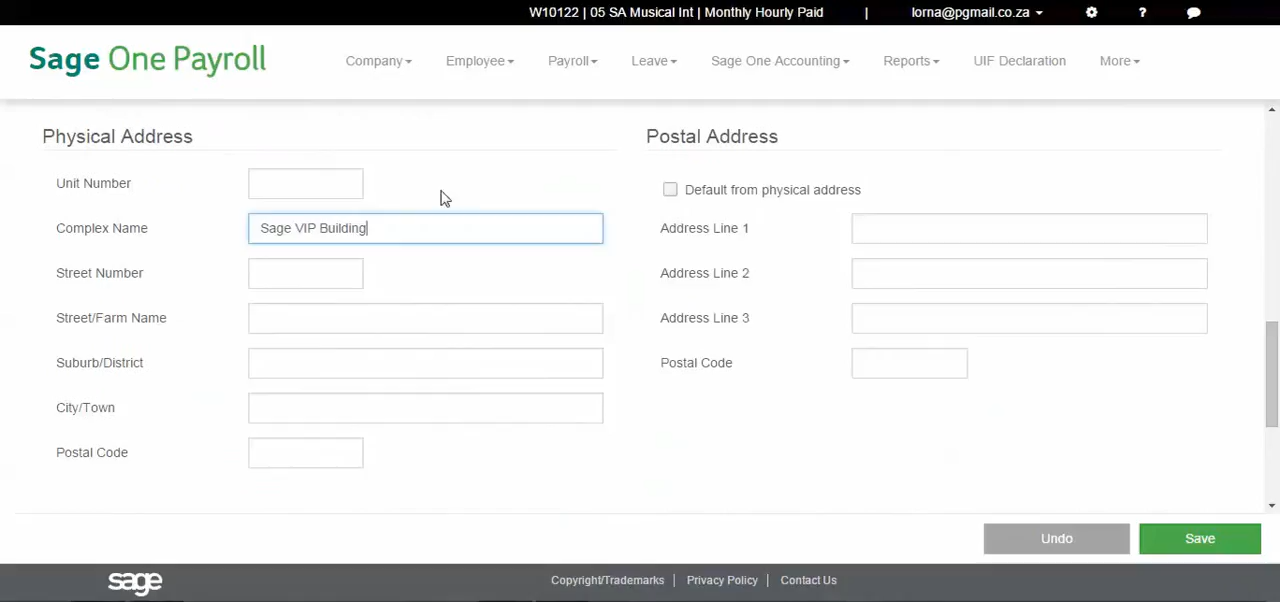 W10122 | 05 SA Musical Int | Monthly Hourly Paid | lorna@pgmail.co.za ?
Sage One Payroll Company Employee Payroll Leave Sage One Accounting Reports UIF Declaration More
Physical Address Postal Address
Unit Number Default from physical address
Complex Name Sage VIP Building Address Line 1
Street Number Address Line 2
Street/Farm Name Address Line 3
Suburb/District Postal Code
City/Town
Postal Code
Undo Save
sage Copyright/Trademarks | Privacy Policy | Contact Us